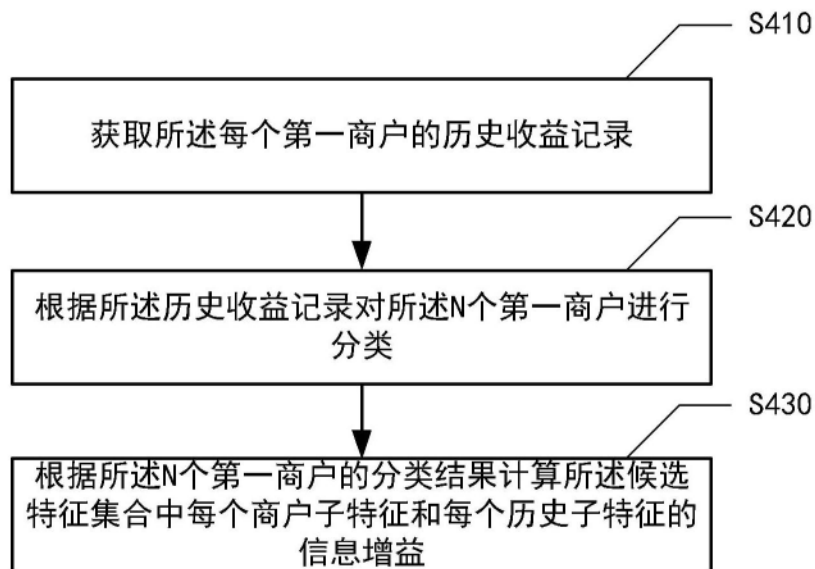 S410
获取所述每个第一商户的历史收益记录
S420
根据所述历史收益记录对所述N个第一商户进行
分类
S430
根据所述N个第一商户的分类结果计算所述候选
特征集合中每个商户子特征和每个历史子特征的
信息增益